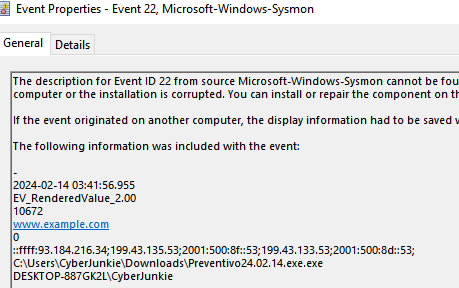 Event Properties - Event 22, Microsoft-Windows-Sysmon
General
Details
The description for Event ID 22 from source Microsoft-Windows-Sysmon cannot be fou
computer or the installation is corrupted. You can install or repair the component on th
If the event originated on another computer, the display information had to be saved w
The following information was included with the event:
-
2024-02-14 03:41:56.955
EV_RenderedValue_2.00
10672
www.example.com
0
::ffff:93.184.216.34;199.43.135.53;2001:500:8f::53;199.43.133.53;2001:500:8d::53;
C:\Users\CyberJunkie\Downloads\Preventivo24.02.14.exe.exe
DESKTOP-887GK2L\CyberJunkie